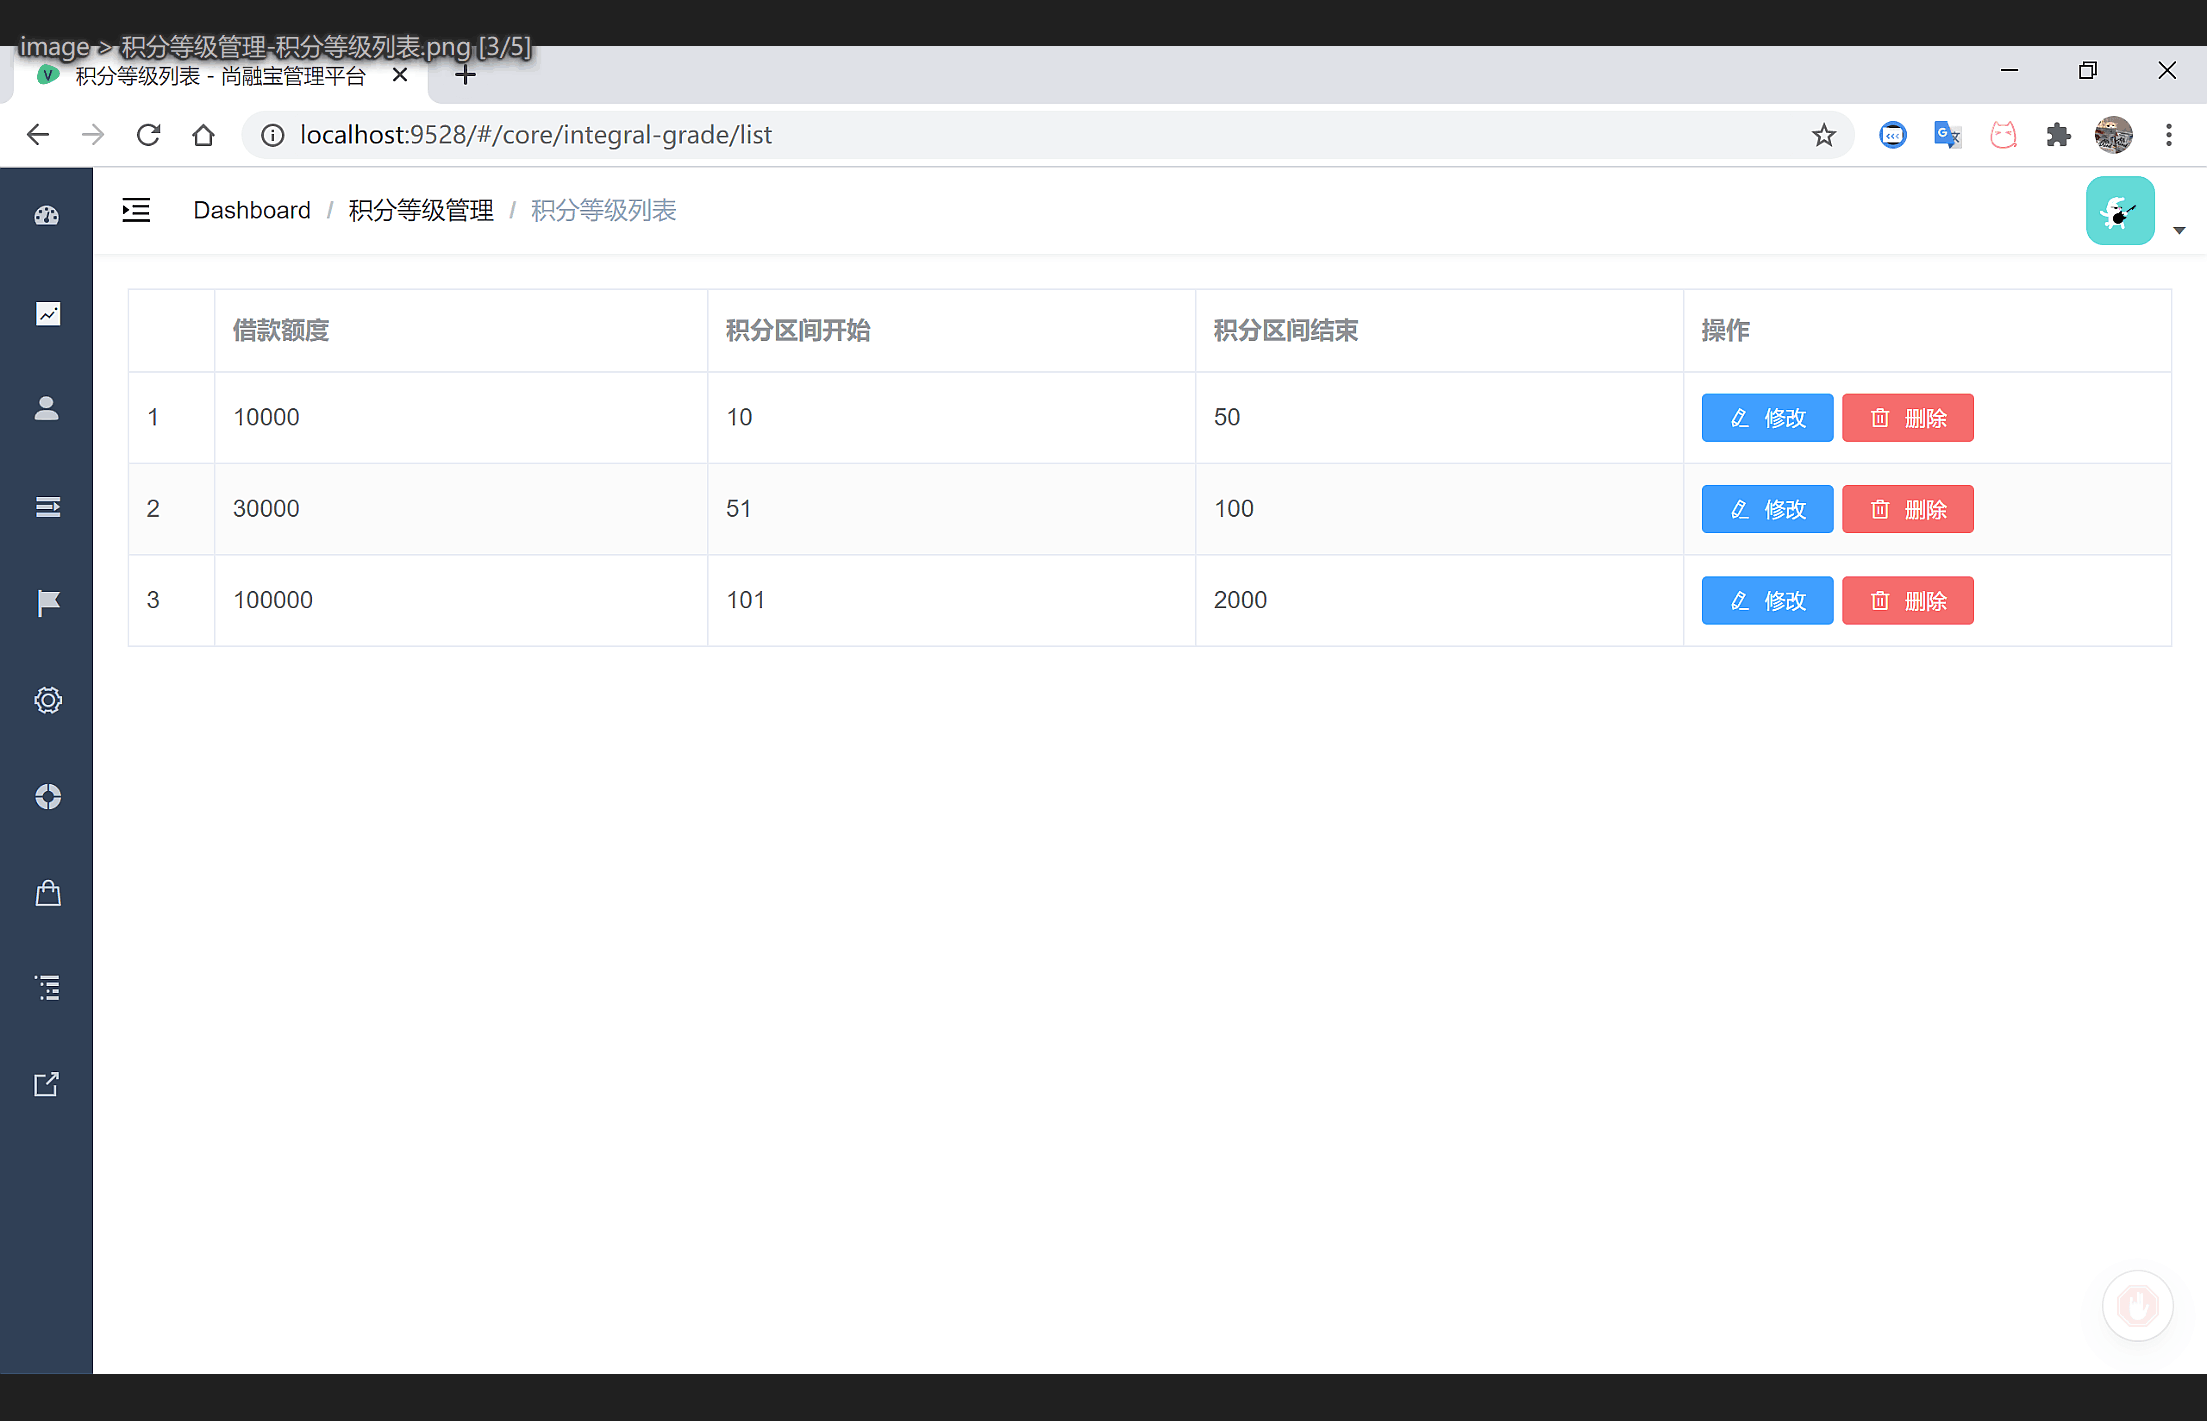 image > 积分等级管理-积分等级列表.png [3/5]
积分等级列表 - 尚融宝管理平台
localhost:9528/#/core/integral-grade/list
Dashboard / 积分等级管理 / 积分等级列表
借款额度 积分区间开始 积分区间结束 操作
1 10000 10 50 修改 删除
2 30000 51 100 修改 删除
3 100000 101 2000 修改 删除